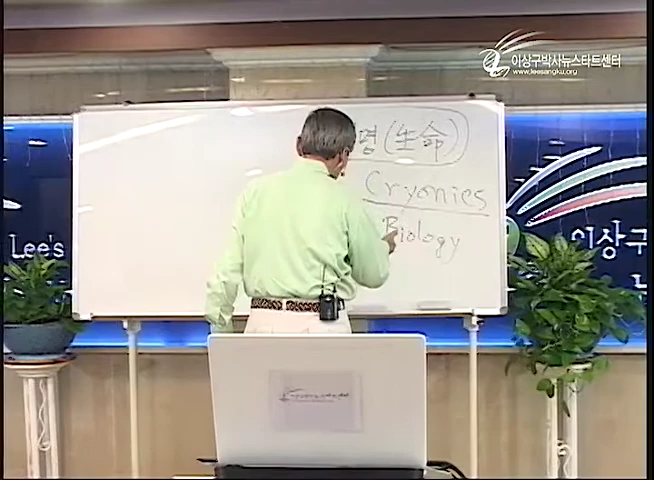 이상구박사뉴스타트센터
www.leesangku.org
명(生命)
Cryonics
Biology
Lee's
이상구